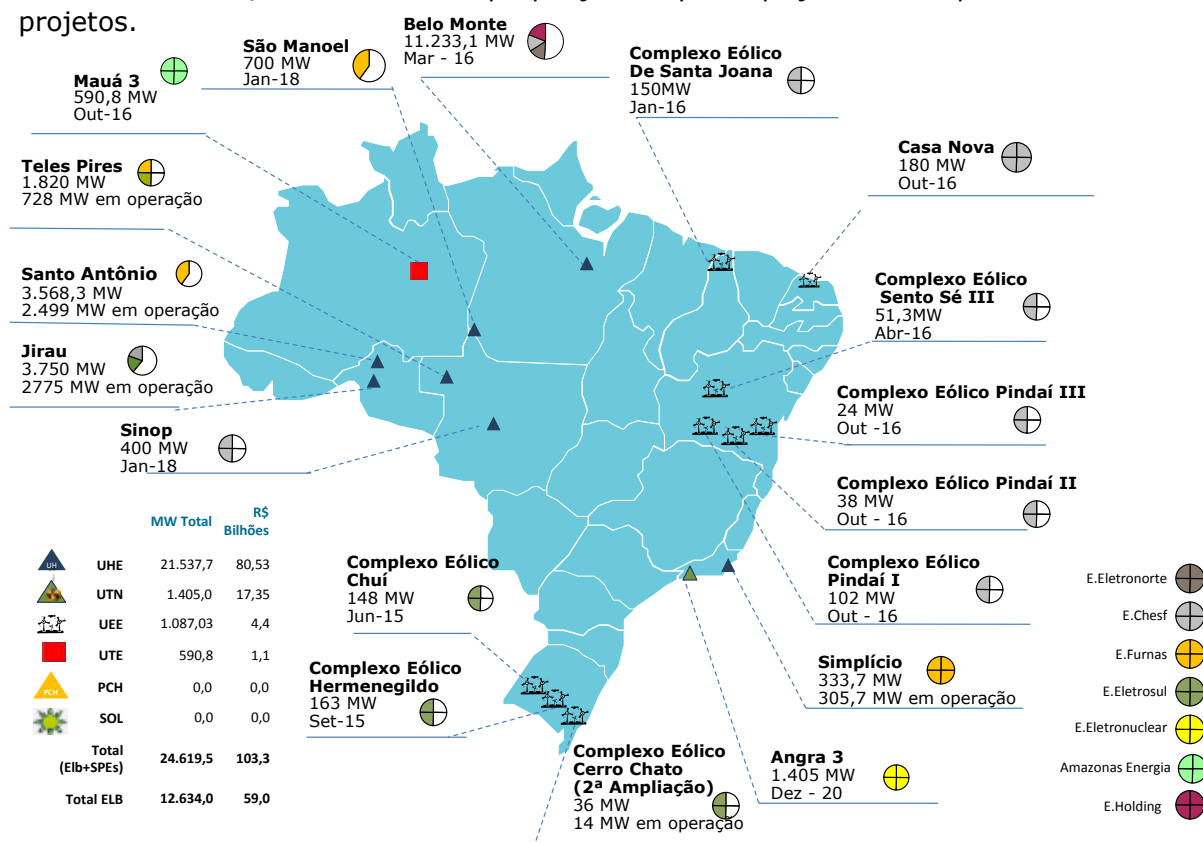 projetos.
Belo Monte
11.233,1 MW
Mar - 16
São Manoel
700 MW
Jan-18
Complexo Eólico
De Santa Joana
150MW
Jan-16
Mauá 3
590,8 MW
Out-16
Casa Nova
180 MW
Out-16
Teles Pires
1.820 MW
728 MW em operação
Santo Antônio
3.568,3 MW
2.499 MW em operação
Complexo Eólico
Sento Sé III
51,3MW
Abr-16
Jirau
3.750 MW
2775 MW em operação
Complexo Eólico Pindaí III
24 MW
Out -16
Sinop
400 MW
Jan-18
Complexo Eólico Pindaí II
38 MW
Out - 16
MW Total R$ Bilhões
UH UHE 21.537,7 80,53
UTN 1.405,0 17,35
UEE 1.087,03 4,4
UTE 590,8 1,1
PCH PCH 0,0 0,0
SOL 0,0 0,0
Total
(Elb+SPEs) 24.619,5 103,3
Total ELB 12.634,0 59,0
Complexo Eólico
Chuí
148 MW
Jun-15
Complexo Eólico
Hermenegildo
163 MW
Set-15
Complexo Eólico
Cerro Chato
(2ª Ampliação)
36 MW
14 MW em operação
Complexo Eólico
Pindaí I
102 MW
Out - 16
Simplício
333,7 MW
305,7 MW em operação
Angra 3
1.405 MW
Dez - 20
E.Eletronorte
E.Chesf
E.Furnas
E.Eletrosul
E.Eletronuclear
Amazonas Energia
E.Holding